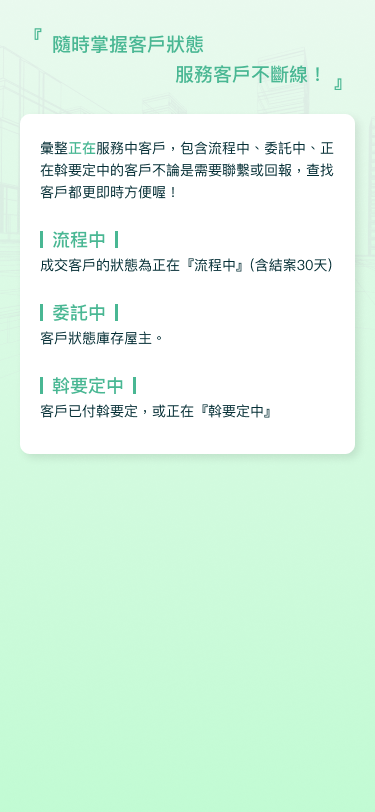 『 隨時掌握客戶狀態
服務客戶不斷線！ 』
彙整正在服務中客戶，包含流程中、委託中、正
在斡要定中的客戶不論是需要聯繫或回報，查找
客戶都更即時方便喔！
流程中
成交客戶的狀態為正在『流程中』(含結案30天)
委託中
客戶狀態庫存屋主。
斡要定中
客戶已付斡要定，或正在『斡要定中』